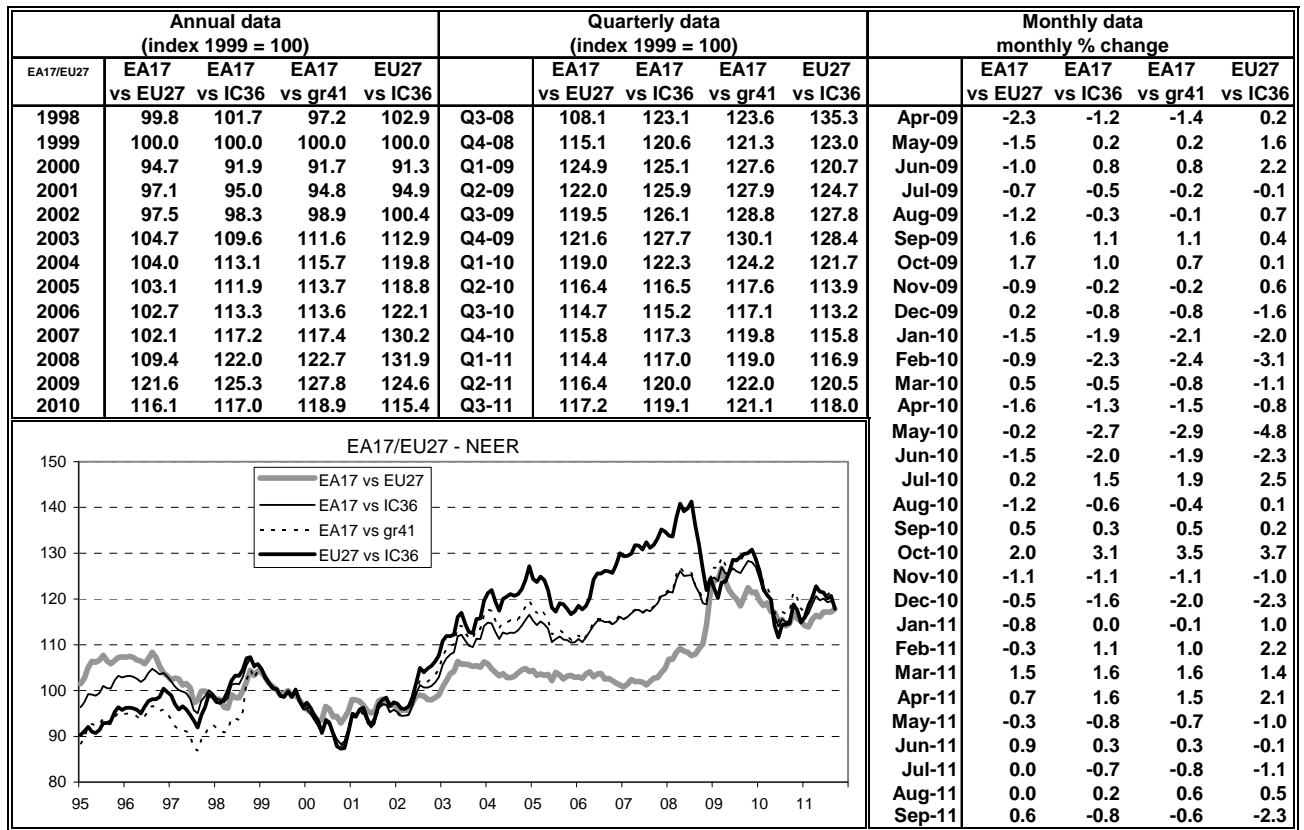 Annual data
(index 1999 = 100)
EA17/EU27 EA17 EA17 EA17 EU27
vs EU27 vs IC36 vs gr41 vs IC36
1998 99.8 101.7 97.2 102.9
1999 100.0 100.0 100.0 100.0
2000 94.7 91.9 91.7 91.3
2001 97.1 95.0 94.8 94.9
2002 97.5 98.3 98.9 100.4
2003 104.7 109.6 111.6 112.9
2004 104.0 113.1 115.7 119.8
2005 103.1 111.9 113.7 118.8
2006 102.7 113.3 113.6 122.1
2007 102.1 117.2 117.4 130.2
2008 109.4 122.0 122.7 131.9
2009 121.6 125.3 127.8 124.6
2010 116.1 117.0 118.9 115.4
Quarterly data
(index 1999 = 100)
EA17 EA17 EA17 EU27
vs EU27 vs IC36 vs gr41 vs IC36
Q3-08 108.1 123.1 123.6 135.3
Q4-08 115.1 120.6 121.3 123.0
Q1-09 124.9 125.1 127.6 120.7
Q2-09 122.0 125.9 127.9 124.7
Q3-09 119.5 126.1 128.8 127.8
Q4-09 121.6 127.7 130.1 128.4
Q1-10 119.0 122.3 124.2 121.7
Q2-10 116.4 116.5 117.6 113.9
Q3-10 114.7 115.2 117.1 113.2
Q4-10 115.8 117.3 119.8 115.8
Q1-11 114.4 117.0 119.0 116.9
Q2-11 116.4 120.0 122.0 120.5
Q3-11 117.2 119.1 121.1 118.0
Monthly data
monthly % change
EA17 EA17 EA17 EU27
vs EU27 vs IC36 vs gr41 vs IC36
Apr-09 -2.3 -1.2 -1.4 0.2
May-09 -1.5 0.2 0.2 1.6
Jun-09 -1.0 0.8 0.8 2.2
Jul-09 -0.7 -0.5 -0.2 -0.1
Aug-09 -1.2 -0.3 -0.1 0.7
Sep-09 1.6 1.1 1.1 0.4
Oct-09 1.7 1.0 0.7 0.1
Nov-09 -0.9 -0.2 -0.2 0.6
Dec-09 0.2 -0.8 -0.8 -1.6
Jan-10 -1.5 -1.9 -2.1 -2.0
Feb-10 -0.9 -2.3 -2.4 -3.1
Mar-10 0.5 -0.5 -0.8 -1.1
Apr-10 -1.6 -1.3 -1.5 -0.8
May-10 -0.2 -2.7 -2.9 -4.8
Jun-10 -1.5 -2.0 -1.9 -2.3
Jul-10 0.2 1.5 1.9 2.5
Aug-10 -1.2 -0.6 -0.4 0.1
Sep-10 0.5 0.3 0.5 0.2
Oct-10 2.0 3.1 3.5 3.7
Nov-10 -1.1 -1.1 -1.1 -1.0
Dec-10 -0.5 -1.6 -2.0 -2.3
Jan-11 -0.8 0.0 -0.1 1.0
Feb-11 -0.3 1.1 1.0 2.2
Mar-11 1.5 1.6 1.6 1.4
Apr-11 0.7 1.6 1.5 2.1
May-11 -0.3 -0.8 -0.7 -1.0
Jun-11 0.9 0.3 0.3 -0.1
Jul-11 0.0 -0.7 -0.8 -1.1
Aug-11 0.0 0.2 0.6 0.5
Sep-11 0.6 -0.8 -0.6 -2.3
EA17/EU27 - NEER
EA17 vs EU27
EA17 vs IC36
EA17 vs gr41
EU27 vs IC36
150
140
130
120
110
100
90
80
95 96 97 98 99 00 01 02 03 04 05 06 07 08 09 10 11